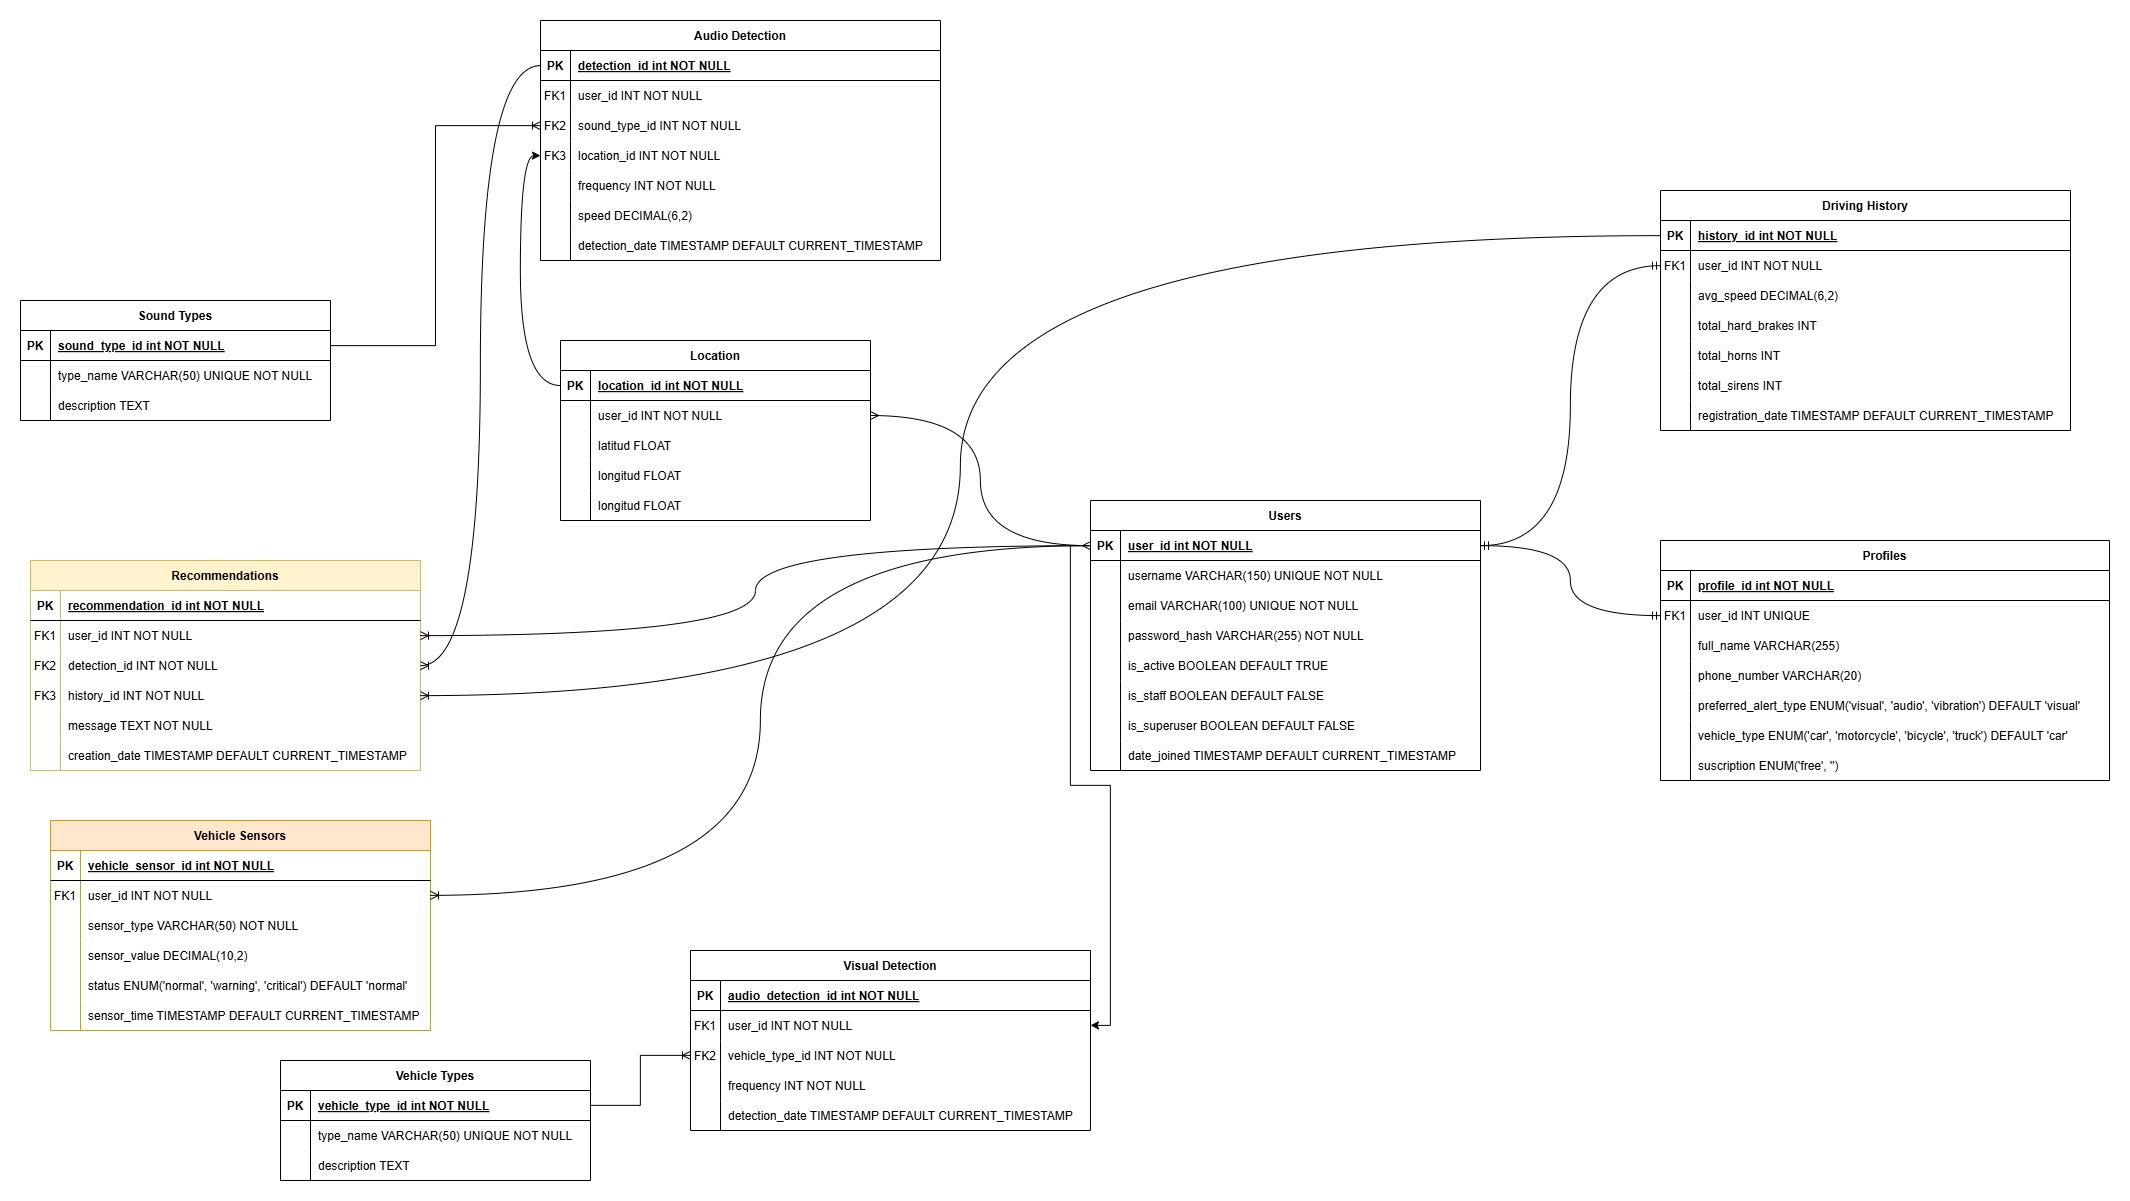 Audio Detection
PK detection_id int NOT NULL
FK1 user_id INT NOT NULL
FK2 sound_type_id INT NOT NULL
FK3 location_id INT NOT NULL
frequency INT NOT NULL
speed DECIMAL(6,2)
detection_date TIMESTAMP DEFAULT CURRENT_TIMESTAMP
Driving History
PK history_id int NOT NULL
FK1 user_id INT NOT NULL
avg_speed DECIMAL(6,2)
total_hard_brakes INT
total_horns INT
total_sirens INT
registration_date TIMESTAMP DEFAULT CURRENT_TIMESTAMP
Sound Types
PK sound_type_id int NOT NULL
type_name VARCHAR(50) UNIQUE NOT NULL
description TEXT
Location
PK location_id int NOT NULL
user_id INT NOT NULL
latitud FLOAT
longitud FLOAT
longitud FLOAT
Users
PK user_id int NOT NULL
username VARCHAR(150) UNIQUE NOT NULL
email VARCHAR(100) UNIQUE NOT NULL
password_hash VARCHAR(255) NOT NULL
is_active BOOLEAN DEFAULT TRUE
is_staff BOOLEAN DEFAULT FALSE
is_superuser BOOLEAN DEFAULT FALSE
date_joined TIMESTAMP DEFAULT CURRENT_TIMESTAMP
Profiles
PK profile_id int NOT NULL
FK1 user_id INT UNIQUE
full_name VARCHAR(255)
phone_number VARCHAR(20)
preferred_alert_type ENUM('visual', 'audio', 'vibration') DEFAULT 'visual'
vehicle_type ENUM('car', 'motorcycle', 'bicycle', 'truck') DEFAULT 'car'
suscription ENUM('free', '')
Recommendations
PK recommendation_id int NOT NULL
FK1 user_id INT NOT NULL
FK2 detection_id INT NOT NULL
FK3 history_id INT NOT NULL
message TEXT NOT NULL
creation_date TIMESTAMP DEFAULT CURRENT_TIMESTAMP
Vehicle Sensors
PK vehicle_sensor_id int NOT NULL
FK1 user_id INT NOT NULL
sensor_type VARCHAR(50) NOT NULL
sensor_value DECIMAL(10,2)
status ENUM('normal', 'warning', 'critical') DEFAULT 'normal'
sensor_time TIMESTAMP DEFAULT CURRENT_TIMESTAMP
Visual Detection
PK audio_detection_id int NOT NULL
FK1 user_id INT NOT NULL
FK2 vehicle_type_id INT NOT NULL
frequency INT NOT NULL
detection_date TIMESTAMP DEFAULT CURRENT_TIMESTAMP
Vehicle Types
PK vehicle_type_id int NOT NULL
type_name VARCHAR(50) UNIQUE NOT NULL
description TEXT